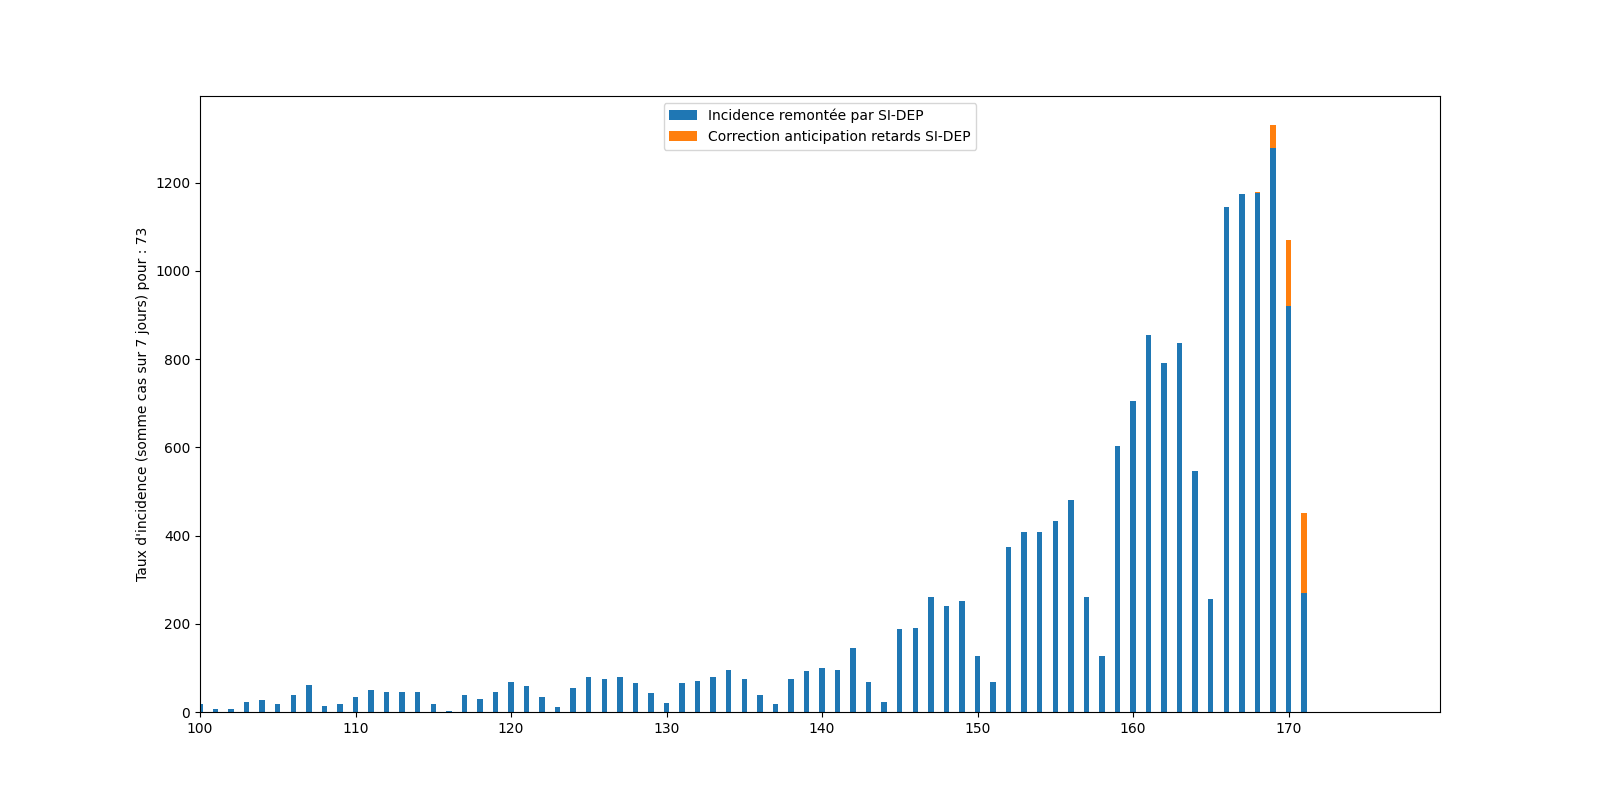 Incidence remontée par SI-DEP
Correction anticipation retards SI-DEP
Taux d'incidence (somme cas sur 7 jours) pour : 73
1200
1000
800
600
400
200
0
100 110 120 130 140 150 160 170